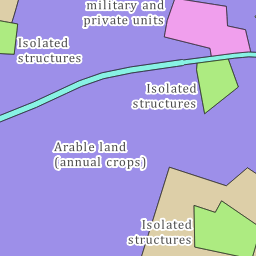 military and
private units
Isolated
structures
Isolated
structures
Arable land
(annual crops)
Isolated
structures